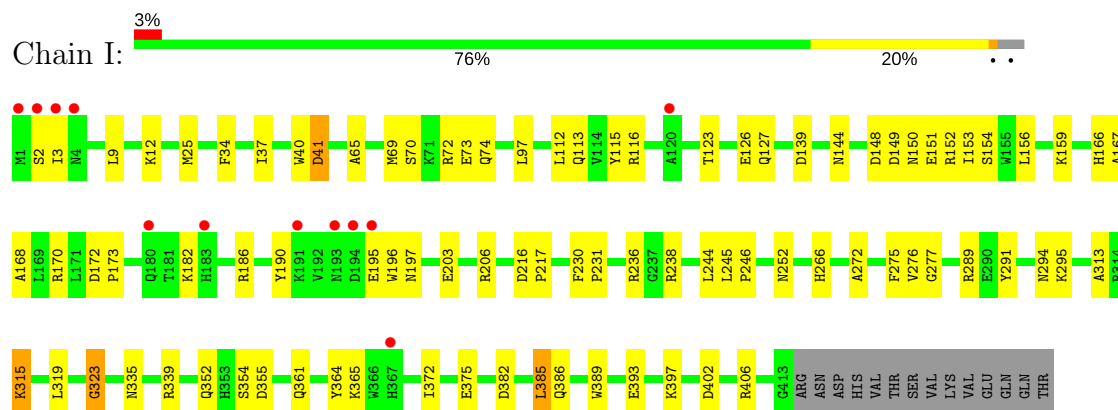 3%
Chain I:
76% 20% • •
M1 S2 I3 N4 L9 K12 M25 F34 I37 W40 D41 A65 M69 S70 K71 R72 E73 Q74 L97 L112 Q113 V114 Y115 R116 A120 T123 E126 Q127 D139 N144 D148 D149 N150 E151 R152 I153 S154 W155 L156 K159 H166 A167
A168 L169 R170 L171 D172 P173 Q180 T181 K182 H183 R186 Y190 K191 V192 N193 D194 E195 W196 N197 E203 R206 D216 P217 F230 P231 R236 G237 R238 L244 L245 P246 N252 H266 A272 F275 V276 G277 R289 E290 Y291 N294 K295 A313 R314
K315 L319 G323 N335 R339 Q352 H353 S354 D355 Q361 Y364 K365 W366 H367 I372 E375 D382 L385 Q386 W389 E393 K397 D402 R406 G413 ARG ASN ASP HIS VAL THR SER VAL LYS VAL GLU GLN GLN THR